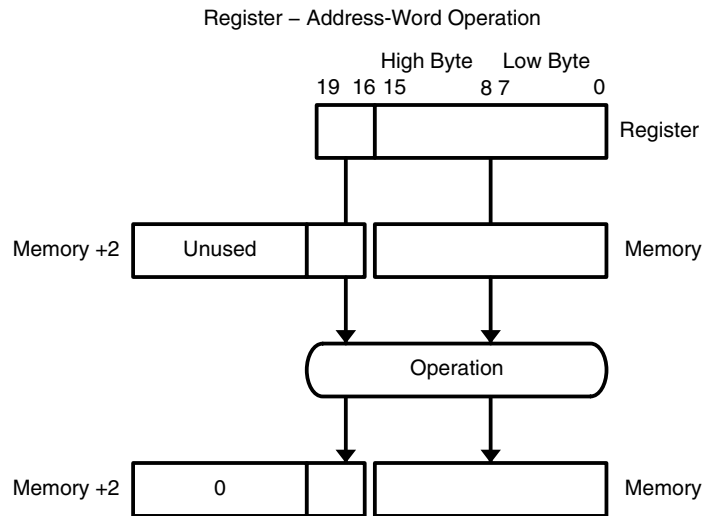 Register – Address-Word Operation
High Byte Low Byte
19 16 15 8 7 0
Register
Memory +2 Unused Memory
Operation
Memory +2 0 Memory